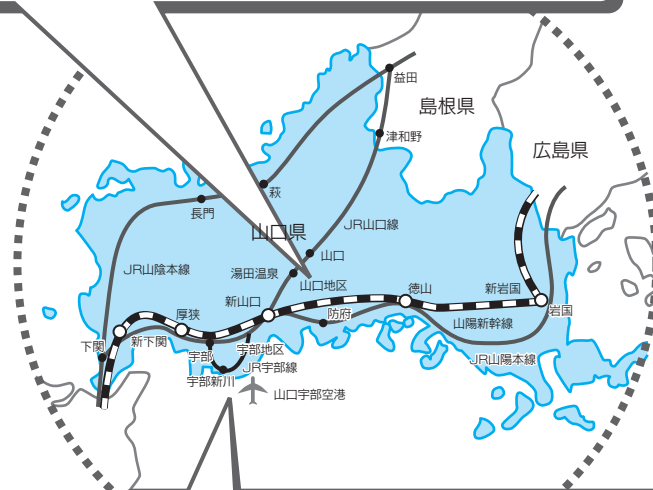 益田
島根県
津和野
広島県
萩
長門
山口県
JR山口線
山口
JR山陰本線
湯田温泉
山口地区
新山口
徳山
新岩国
厚狭
防府
岩国
山陽新幹線
下関
新下関
宇部
宇部地区
JR山陽本線
JR宇部線
宇部新川
山口宇部空港